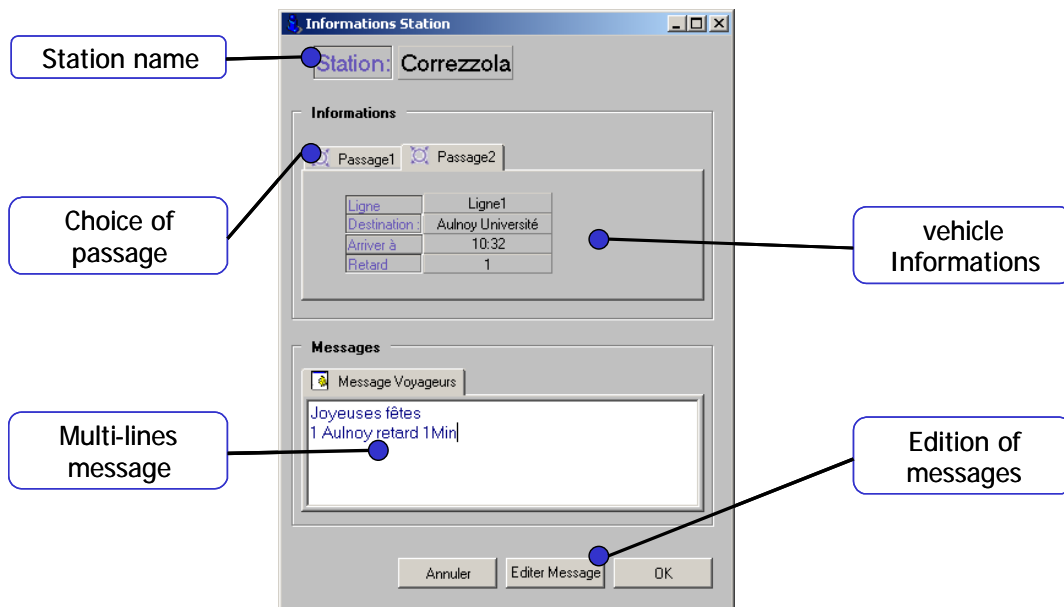 Informations Station
Station name
Station: Correzzola
Informations
Passage1 Passage2
Choice of
passage
Ligne Ligne1
Destination : Aulnoy Université
Arriver à 10:32
Retard 1
vehicle
Informations
Messages
Message Voyageurs
Joyeuses fêtes
1 Aulnoy retard 1Min
Multi-lines
message
Edition of
messages
Annuler Editer Message OK